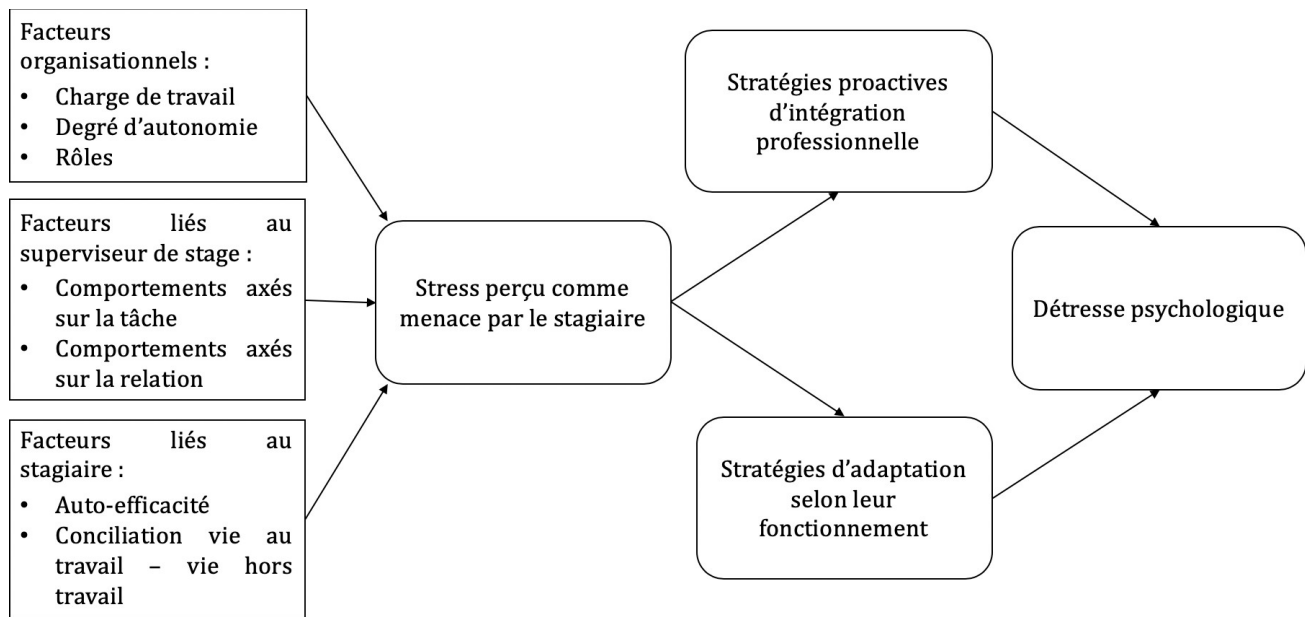 Facteurs
organisationnels :
• Charge de travail
• Degré d'autonomie
• Rôles
Facteurs liés au
superviseur de stage :
• Comportements axés
sur la tâche
• Comportements axés
sur la relation
Facteurs liés au
stagiaire :
• Auto-efficacité
• Conciliation vie au
travail – vie hors
travail
Stress perçu comme
menace par le stagiaire
Stratégies proactives
d'intégration
professionnelle
Stratégies d'adaptation
selon leur
fonctionnement
Détresse psychologique